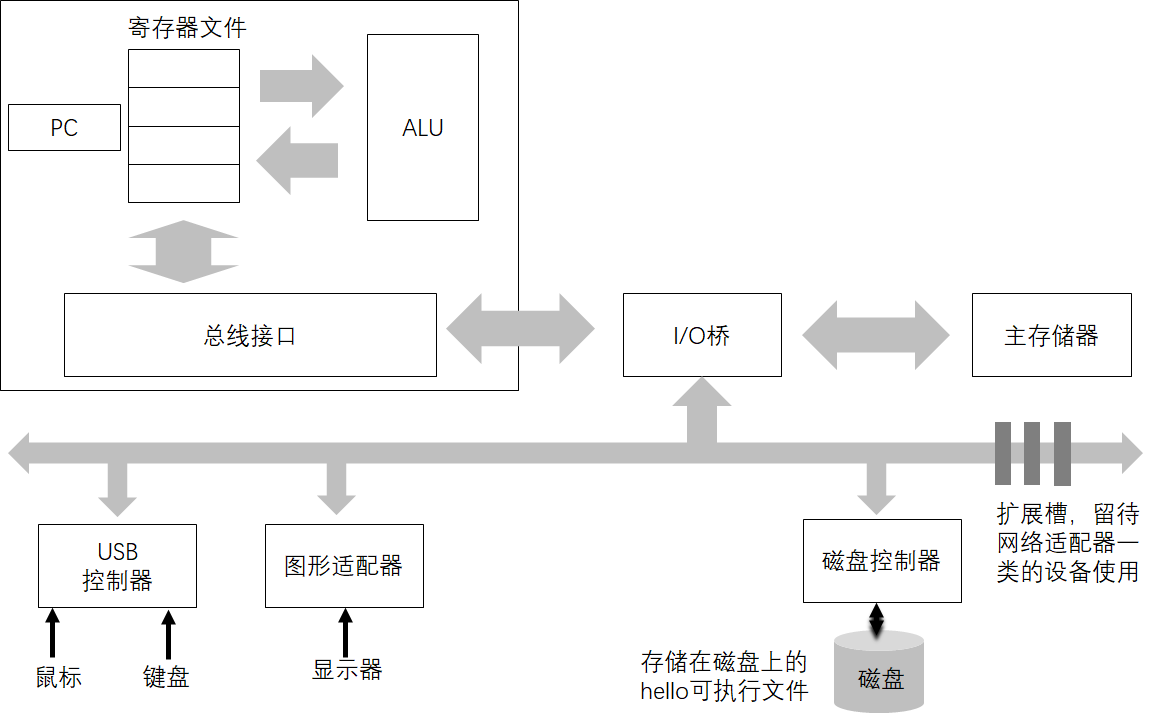 寄存器文件
PC
ALU
总线接口
I/O桥
主存储器
USB
控制器
图形适配器
磁盘控制器
扩展槽，留待
网络适配器一
类的设备使用
鼠标
键盘
显示器
存储在磁盘上的
hello可执行文件
磁盘